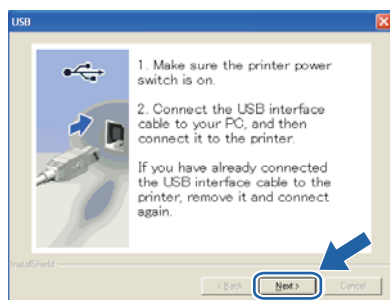 USB
1. Make sure the printer power
switch is on.
2. Connect the USB interface
cable to your PC, and then
connect it to the printer.
If you have already connected
the USB interface cable to the
printer, remove it and connect
again.
InstallShield
< Back Next > Cancel